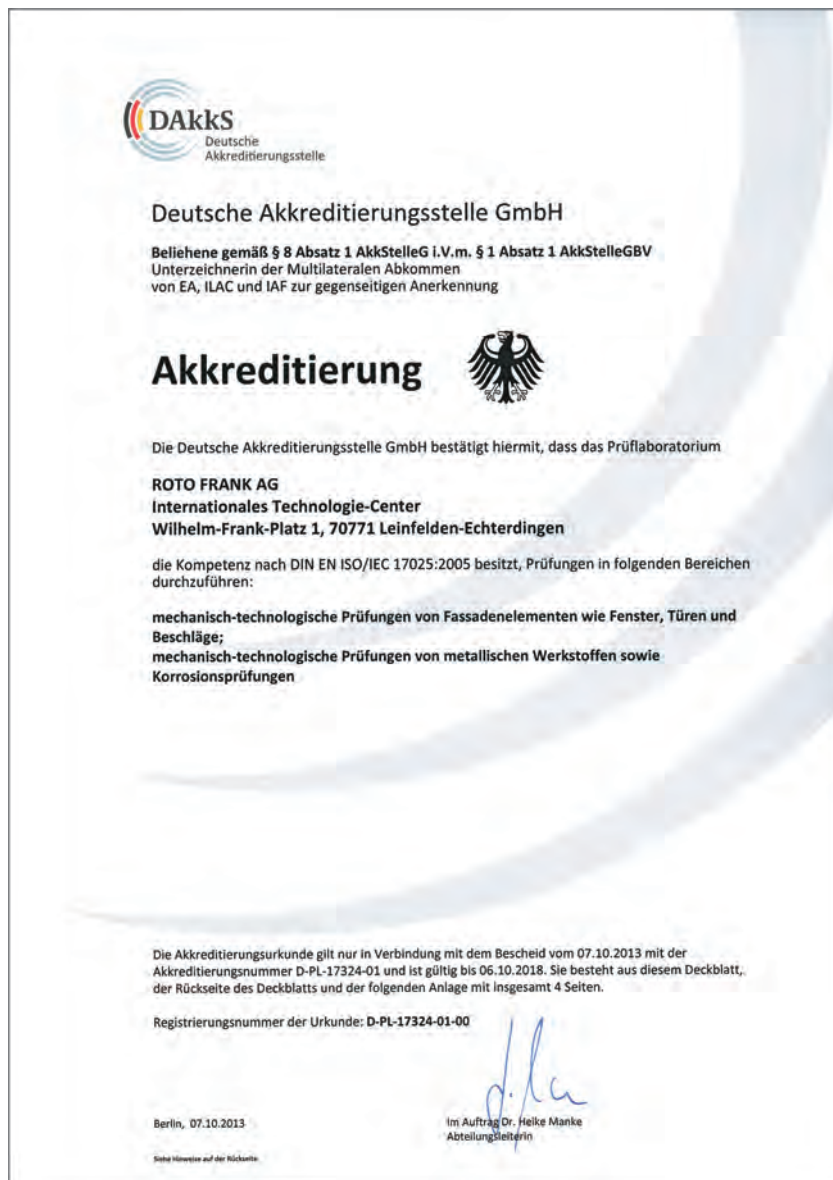 DAkkS
Deutsche
Akkreditierungsstelle
Deutsche Akkreditierungsstelle GmbH
Beliehene gemäß § 8 Absatz 1 AkkStelleG i.V.m. § 1 Absatz 1 AkkStelleGBV
Unterzeichnerin der Multilateralen Abkommen
von EA, ILAC und IAF zur gegenseitigen Anerkennung
Akkreditierung
Die Deutsche Akkreditierungsstelle GmbH bestätigt hiermit, dass das Prüflaboratorium
ROTO FRANK AG
Internationales Technologie-Center
Wilhelm-Frank-Platz 1, 70771 Leinfelden-Echterdingen
die Kompetenz nach DIN EN ISO/IEC 17025:2005 besitzt, Prüfungen in folgenden Bereichen
durchzuführen:
mechanisch-technologische Prüfungen von Fassadenelementen wie Fenster, Türen und
Beschläge;
mechanisch-technologische Prüfungen von metallischen Werkstoffen sowie
Korrosionsprüfungen
Die Akkreditierungsurkunde gilt nur in Verbindung mit dem Bescheid vom 07.10.2013 mit der
Akkreditierungsnummer D-PL-17324-01 und ist gültig bis 06.10.2018. Sie besteht aus diesem Deckblatt,
der Rückseite des Deckblatts und der folgenden Anlage mit insgesamt 4 Seiten.
Registrierungsnummer der Urkunde: D-PL-17324-01-00
Berlin, 07.10.2013
Im Auftrag Dr. Heike Manke
Abteilungsleiterin
Siehe Hinweise auf der Rückseite